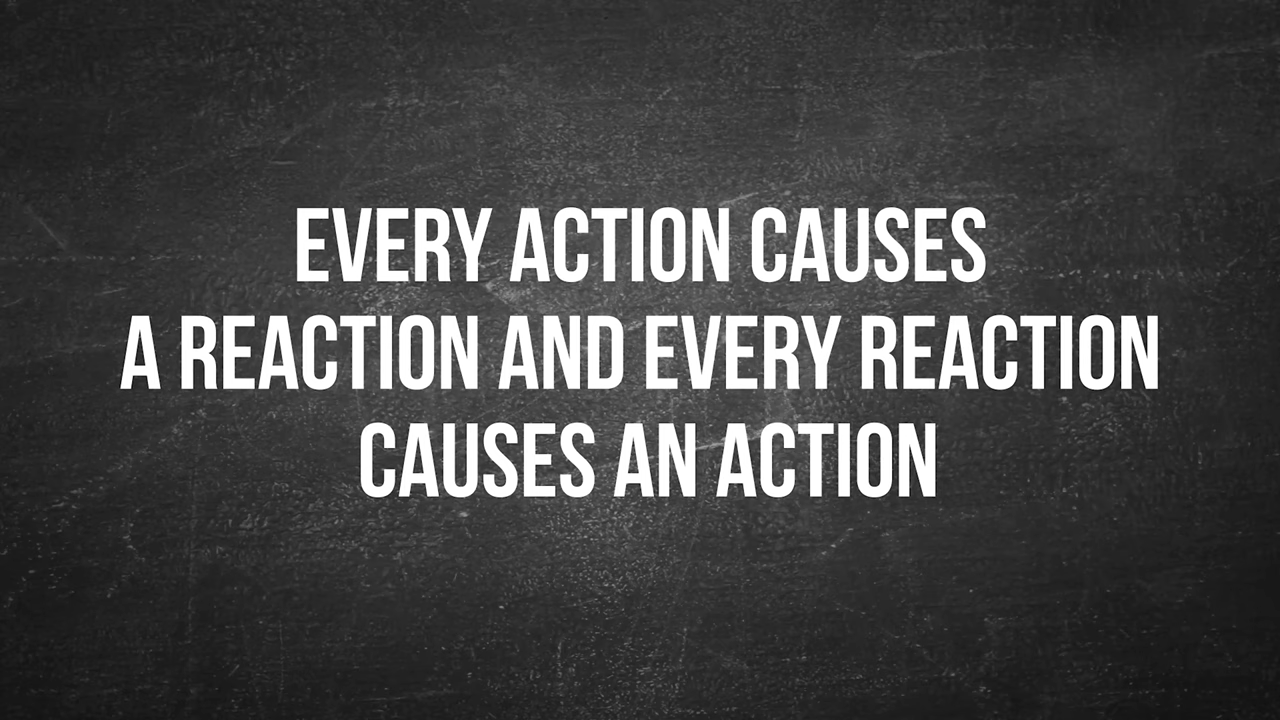 EVERY ACTION CAUSES
A REACTION AND EVERY REACTION
CAUSES AN ACTION